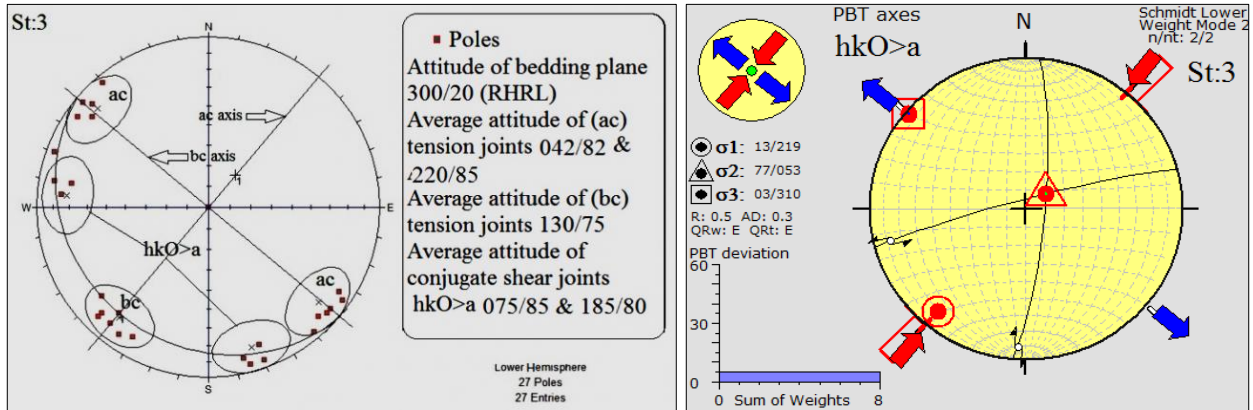 St:3
N
ac
ac axis
bc axis
1
W
E
hkO>a
ac
bc
S
Poles
Attitude of bedding plane
300/20 (RHRL)
Average attitude of (ac)
tension joints 042/82 &
220/85
Average attitude of (bc)
tension joints 130/75
Average attitude of
conjugate shear joints
hkO>a 075/85 & 185/80
Lower Hemisphere
27 Poles
27 Entries
PBT axes
hkO>a
N
Schmidt Lower
Weight Mode 2
n/nt: 2/2
St:3
σ1: 13/219
σ2: 77/053
σ3: 03/310
R: 0.5 AD: 0.3
QRw: E QRt: E
PBT deviation
60
30
0
0 Sum of Weights 8